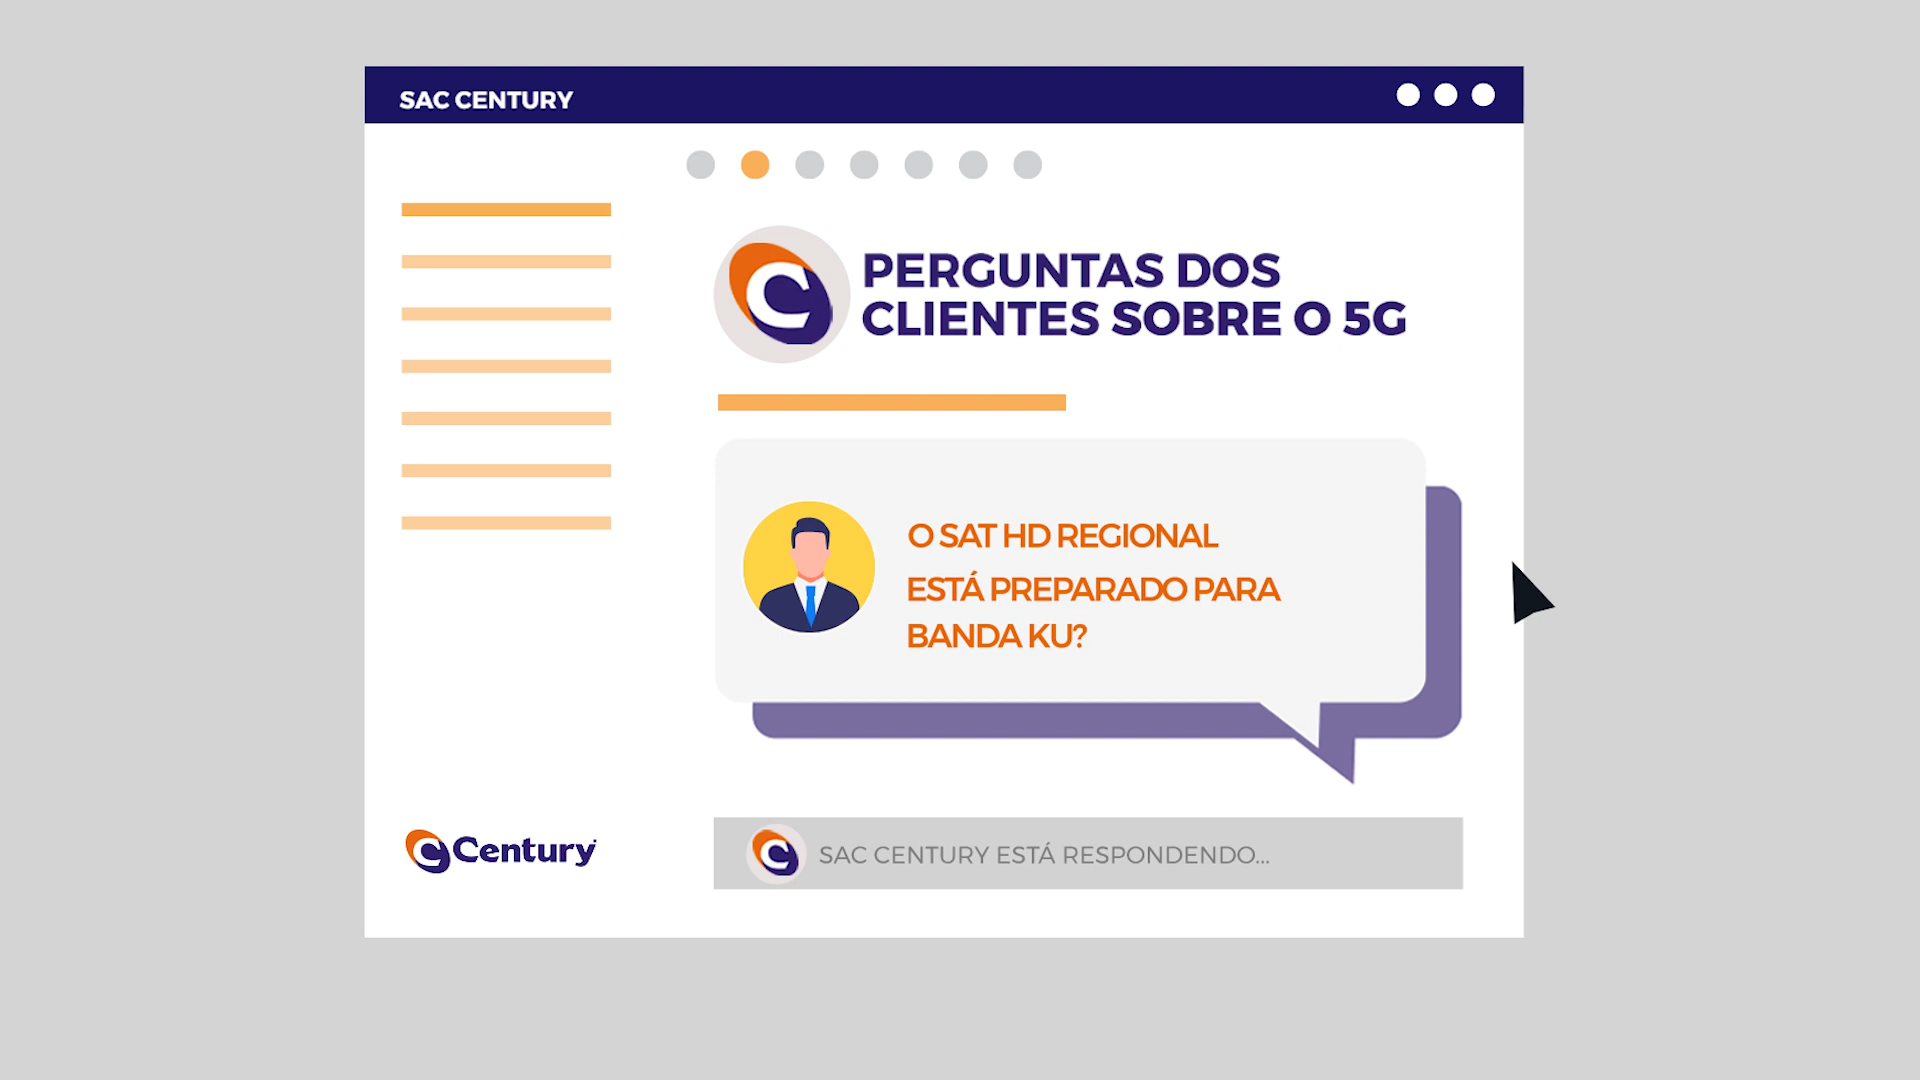 SAC CENTURY
PERGUNTAS DOS
CLIENTES SOBRE O 5G
O SAT HD REGIONAL
ESTÁ PREPARADO PARA
BANDA KU?
Century
SAC CENTURY ESTÁ RESPONDENDO...